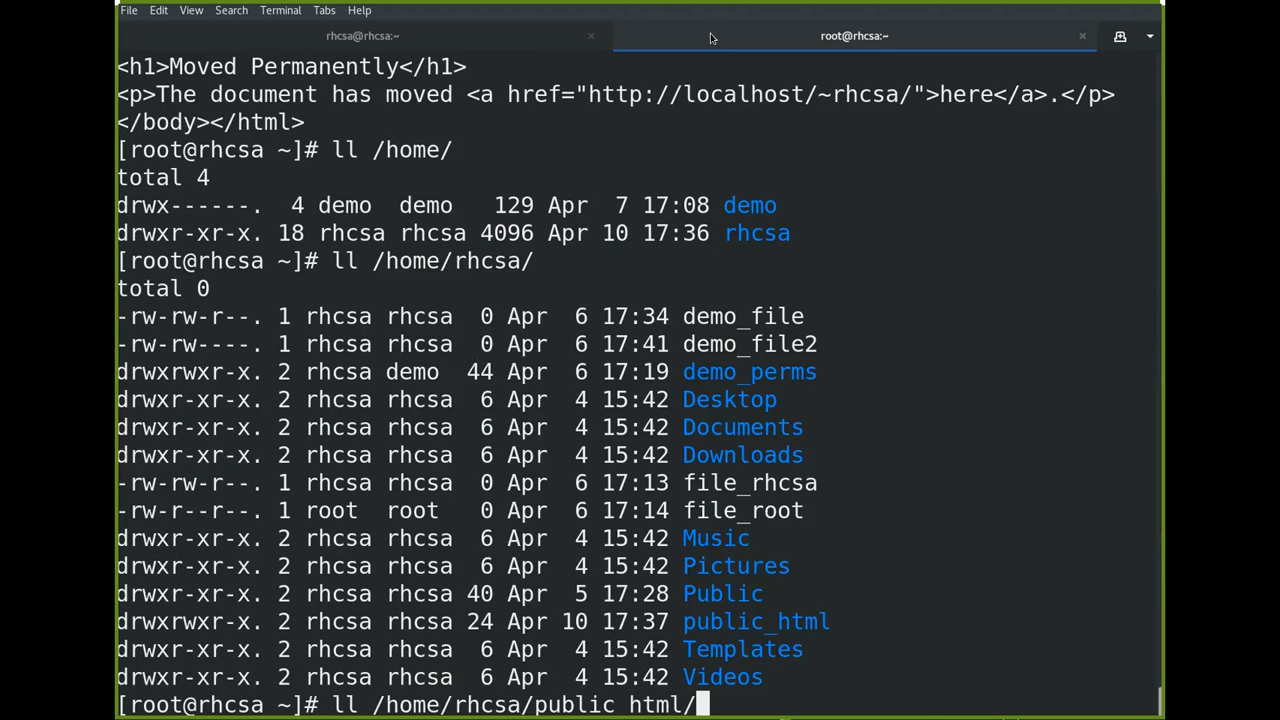 File Edit View Search Terminal Tabs Help
rhcsa@rhcsa:~ × root@rhcsa:~ ×
<h1>Moved Permanently</h1>
<p>The document has moved <a href="http://localhost/~rhcsa/">here</a>.</p>
</body></html>
[root@rhcsa ~]# ll /home/
total 4
drwx------.  4 demo  demo   129 Apr  7 17:08 demo
drwxr-xr-x. 18 rhcsa rhcsa 4096 Apr 10 17:36 rhcsa
[root@rhcsa ~]# ll /home/rhcsa/
total 0
-rw-rw-r--. 1 rhcsa rhcsa  0 Apr  6 17:34 demo_file
-rw-rw----. 1 rhcsa rhcsa  0 Apr  6 17:41 demo_file2
drwxrwxr-x. 2 rhcsa demo  44 Apr  6 17:19 demo_perms
drwxr-xr-x. 2 rhcsa rhcsa  6 Apr  4 15:42 Desktop
drwxr-xr-x. 2 rhcsa rhcsa  6 Apr  4 15:42 Documents
drwxr-xr-x. 2 rhcsa rhcsa  6 Apr  4 15:42 Downloads
-rw-rw-r--. 1 rhcsa rhcsa  0 Apr  6 17:13 file_rhcsa
-rw-r--r--. 1 root  root   0 Apr  6 17:14 file_root
drwxr-xr-x. 2 rhcsa rhcsa  6 Apr  4 15:42 Music
drwxr-xr-x. 2 rhcsa rhcsa  6 Apr  4 15:42 Pictures
drwxr-xr-x. 2 rhcsa rhcsa 40 Apr  5 17:28 Public
drwxrwxr-x. 2 rhcsa rhcsa 24 Apr 10 17:37 public_html
drwxr-xr-x. 2 rhcsa rhcsa  6 Apr  4 15:42 Templates
drwxr-xr-x. 2 rhcsa rhcsa  6 Apr  4 15:42 Videos
[root@rhcsa ~]# ll /home/rhcsa/public_html/